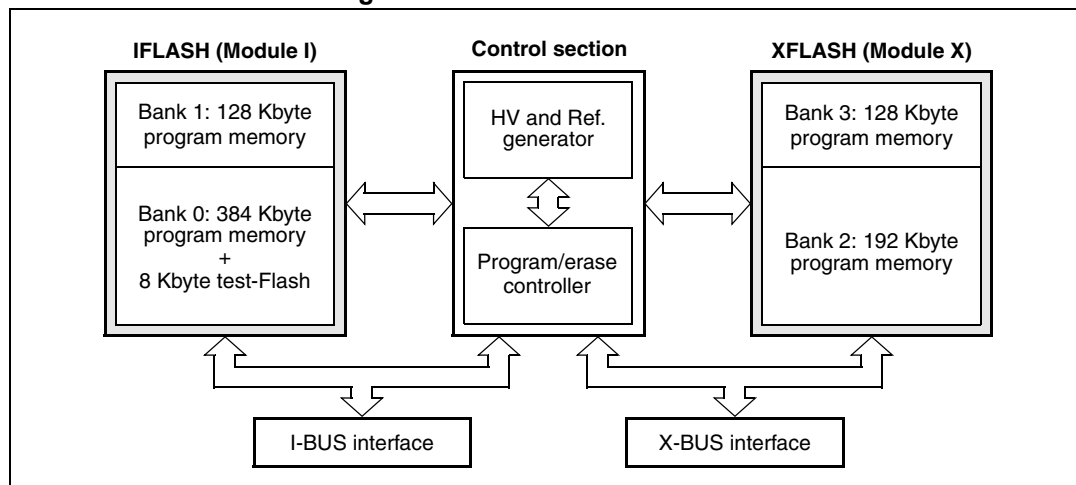 IFLASH (Module I)
Control section
XFLASH (Module X)
Bank 1: 128 Kbyte
program memory
Bank 0: 384 Kbyte
program memory
+
8 Kbyte test-Flash
HV and Ref.
generator
Program/erase
controller
Bank 3: 128 Kbyte
program memory
Bank 2: 192 Kbyte
program memory
I-BUS interface
X-BUS interface